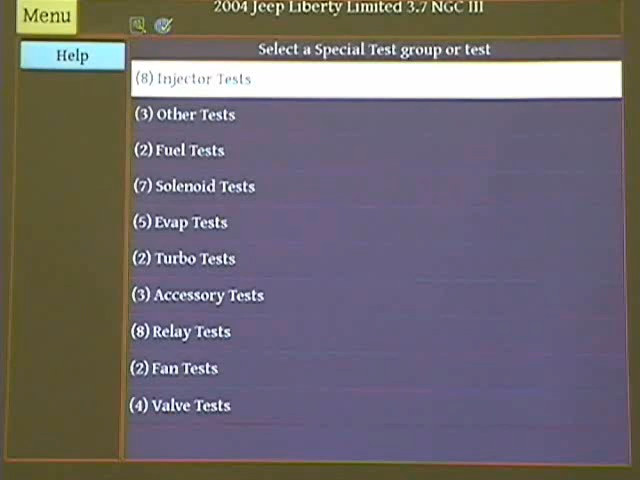 2004 Jeep Liberty Limited 3.7 NGC III
Menu
Help
Select a Special Test group or test
(8) Injector Tests
(3) Other Tests
(2) Fuel Tests
(7) Solenoid Tests
(5) Evap Tests
(2) Turbo Tests
(3) Accessory Tests
(8) Relay Tests
(2) Fan Tests
(4) Valve Tests